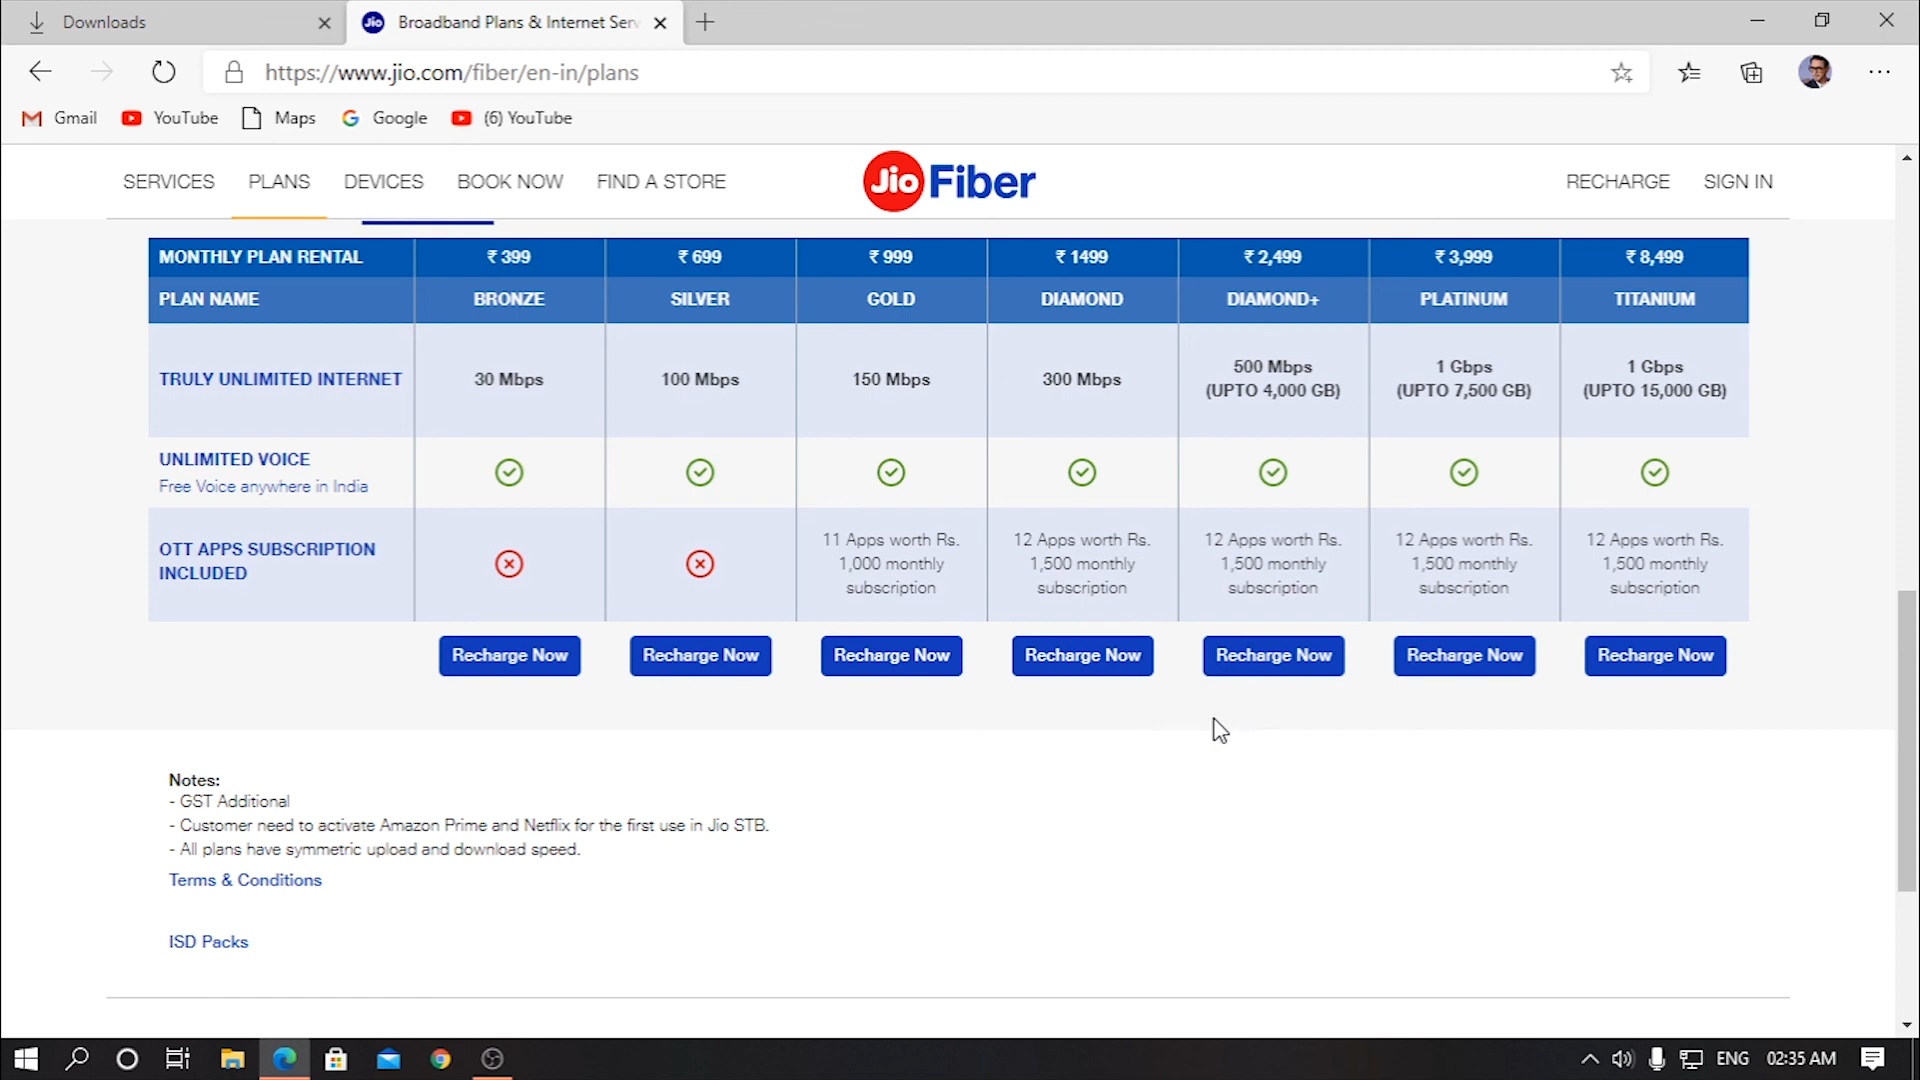 Downloads
Jio Broadband Plans & Internet Serv
https://www.jio.com/fiber/en-in/plans
Gmail YouTube Maps Google (6) YouTube
SERVICES PLANS DEVICES BOOK NOW FIND A STORE Jio Fiber RECHARGE SIGN IN
MONTHLY PLAN RENTAL ₹ 399 ₹ 699 ₹ 999 ₹ 1499 ₹ 2,499 ₹ 3,999 ₹ 8,499
PLAN NAME BRONZE SILVER GOLD DIAMOND DIAMOND+ PLATINUM TITANIUM
TRULY UNLIMITED INTERNET
30 Mbps
100 Mbps
150 Mbps
300 Mbps
500 Mbps
(UPTO 4,000 GB)
1 Gbps
(UPTO 7,500 GB)
1 Gbps
(UPTO 15,000 GB)
UNLIMITED VOICE
Free Voice anywhere in India
OTT APPS SUBSCRIPTION
INCLUDED
11 Apps worth Rs.
1,000 monthly
subscription
12 Apps worth Rs.
1,500 monthly
subscription
12 Apps worth Rs.
1,500 monthly
subscription
12 Apps worth Rs.
1,500 monthly
subscription
12 Apps worth Rs.
1,500 monthly
subscription
Recharge Now Recharge Now Recharge Now Recharge Now Recharge Now Recharge Now Recharge Now
Notes:
- GST Additional
- Customer need to activate Amazon Prime and Netflix for the first use in Jio STB.
- All plans have symmetric upload and download speed.
Terms & Conditions
ISD Packs
ENG 02:35 AM